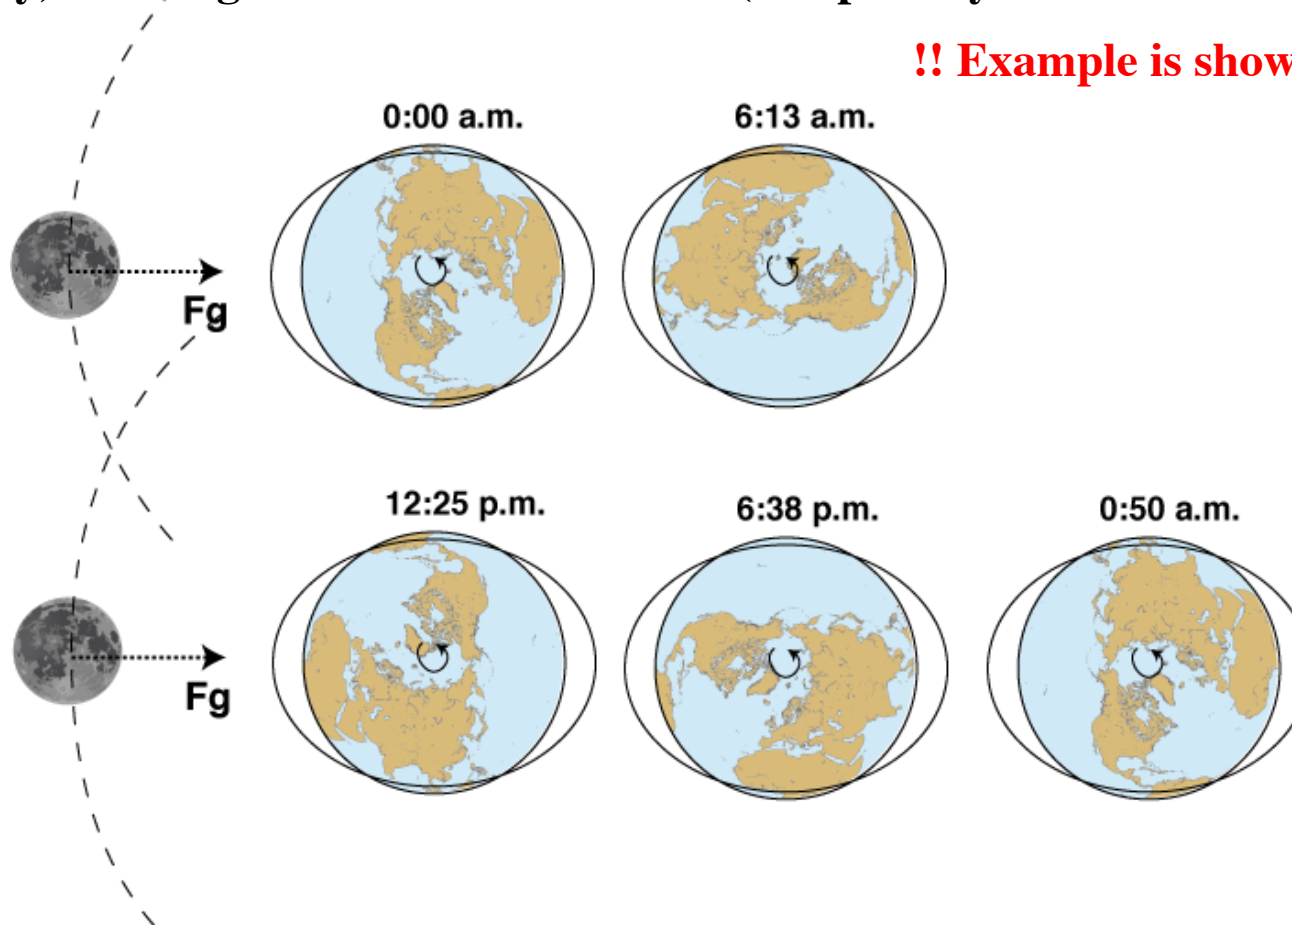 !! Example is show
0:00 a.m.
6:13 a.m.
Fg
12:25 p.m.
6:38 p.m.
0:50 a.m.
Fg